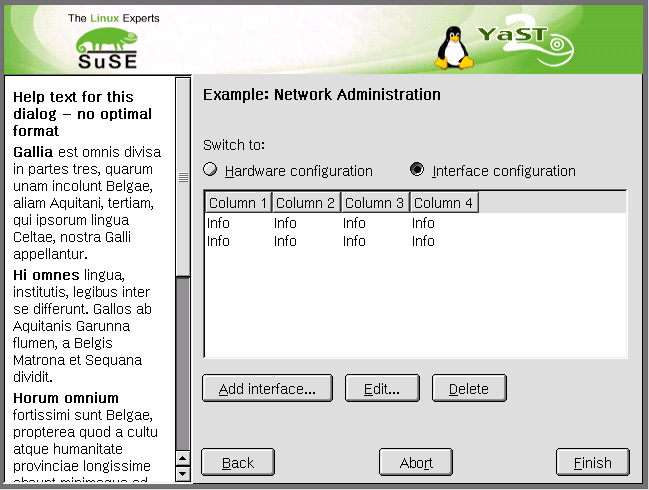 The Linux Experts
SuSE
YaST
2
Help text for this
dialog – no optimal
format
Gallia est omnis divisa
in partes tres, quarum
unam incolunt Belgae,
aliam Aquitani, tertiam,
qui ipsorum lingua
Celtae, nostra Galli
appellantur.
Hi omnes lingua,
institutis, legibus inter
se differunt. Gallos ab
Aquitanis Garunna
flumen, a Belgis
Matrona et Sequana
dividit.
Horum omnium
fortissimi sunt Belgae,
propterea quod a cultu
atque humanitate
provinciae longissime
absunt minimeque ad
Example: Network Administration
Switch to:
Hardware configuration Interface configuration
Column 1 Column 2 Column 3 Column 4
Info Info Info Info
Info Info Info Info
Add interface... Edit... Delete
Back Abort Finish